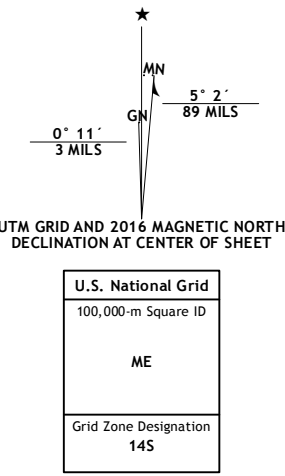 ★
MN
5° 2´
89 MILS
GN
0° 11´
3 MILS
UTM GRID AND 2016 MAGNETIC NORTH
DECLINATION AT CENTER OF SHEET
U.S. National Grid
100,000-m Square ID
ME
Grid Zone Designation
14S